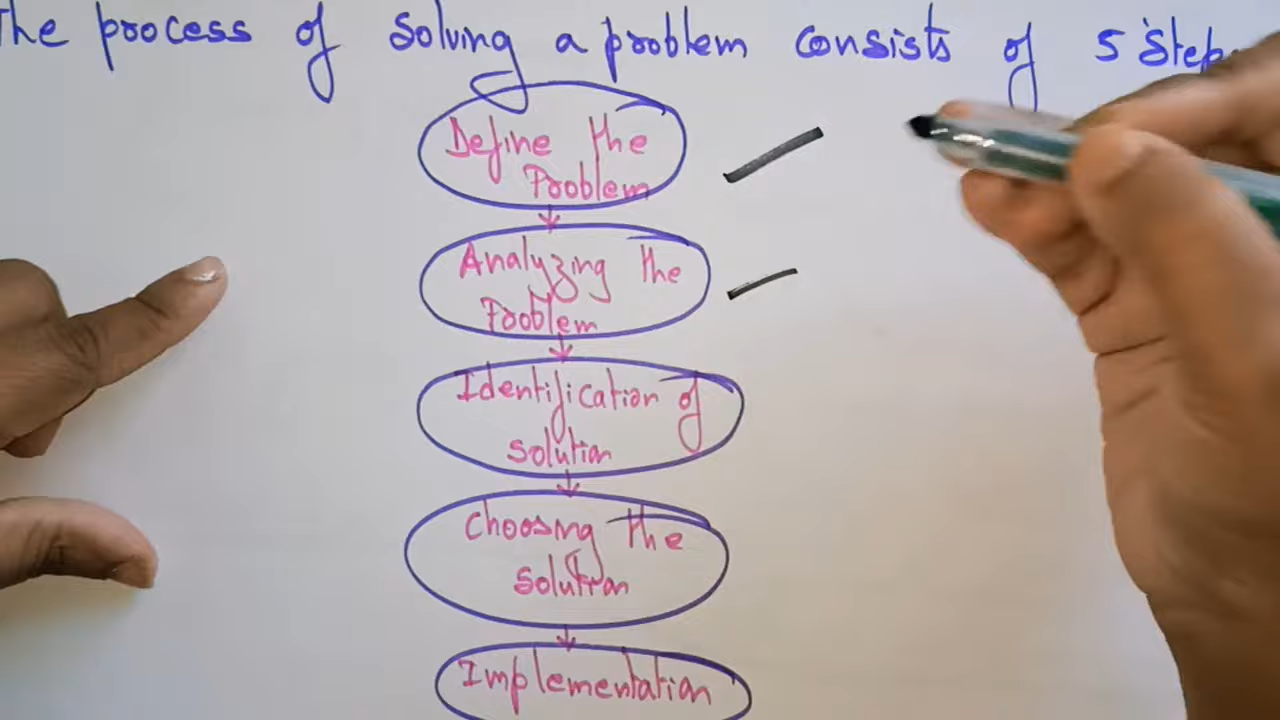 The process of solving a problem consists of 5 Step
Define the
Problem
Analyzing the
Problem
Identification of
solution
Choosing the
Solution
Implementation